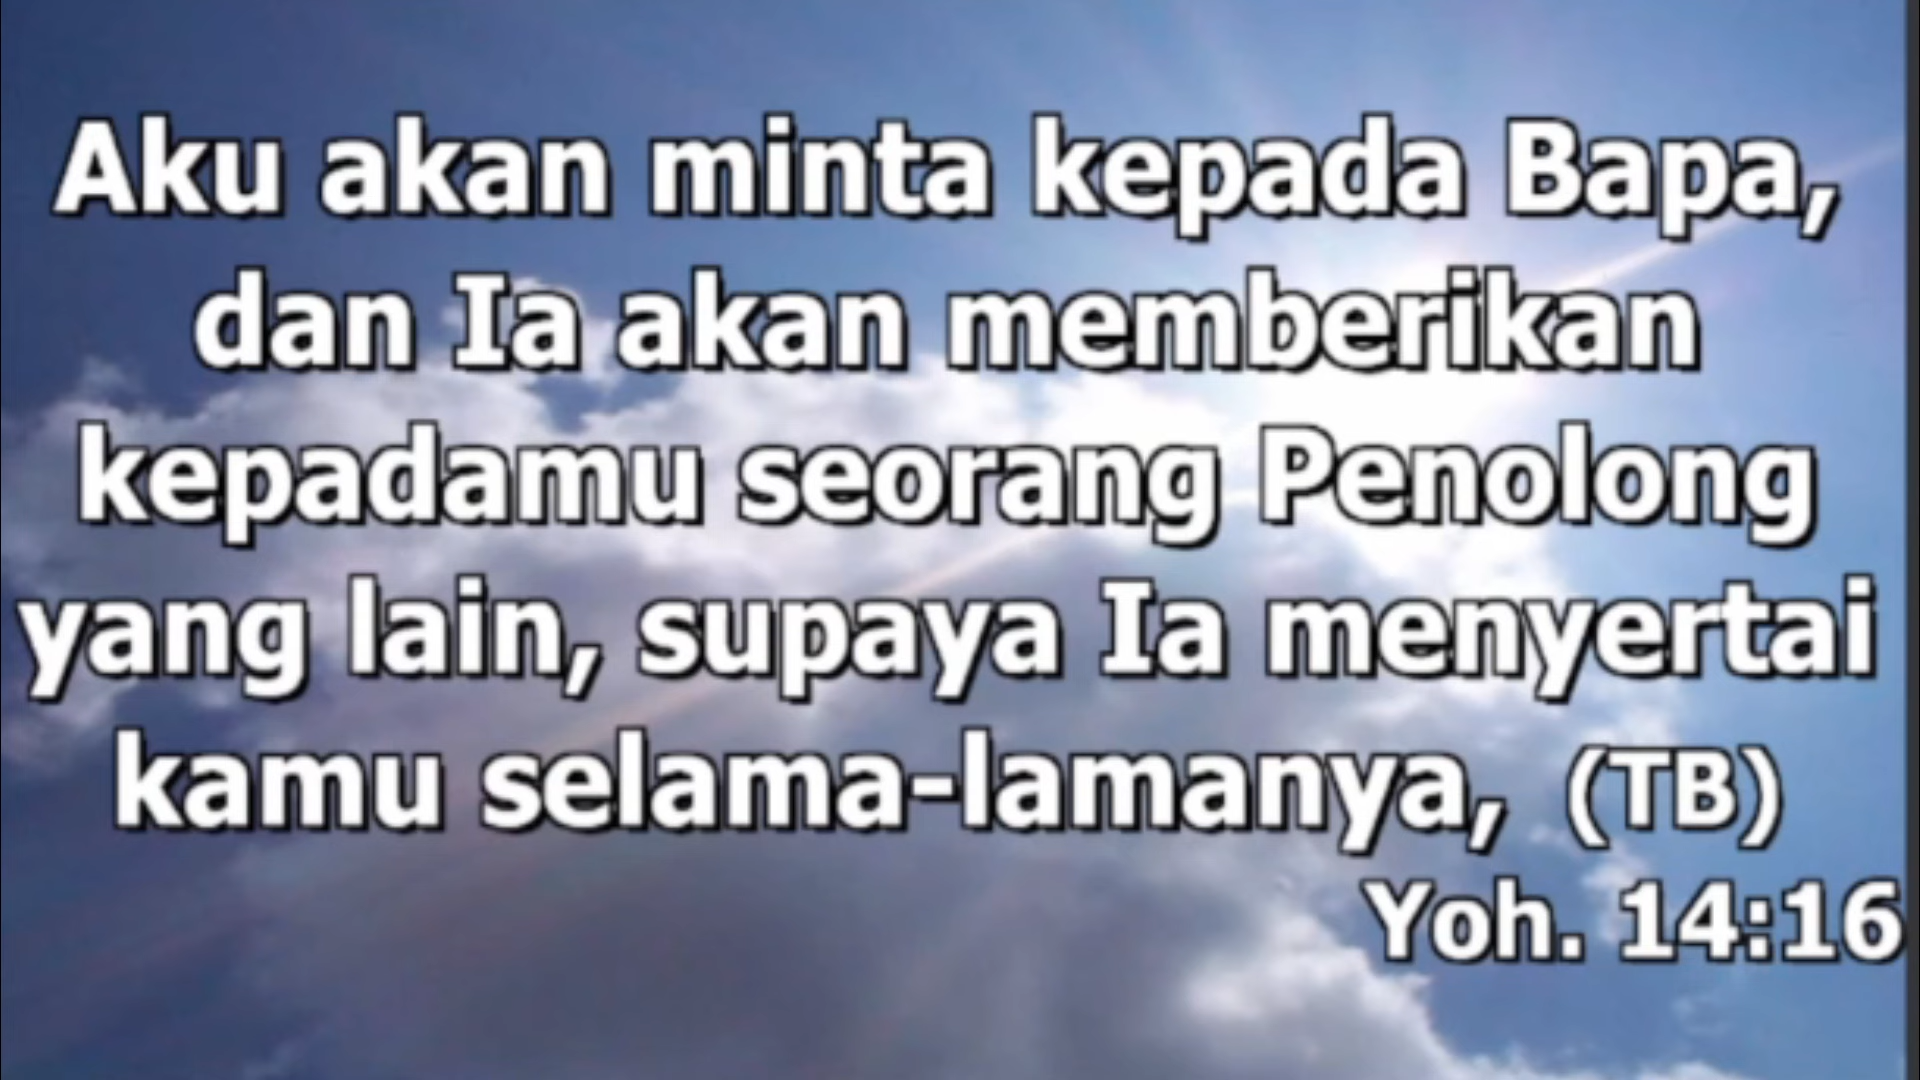 Aku akan minta kepada Bapa,
dan Ia akan memberikan
kepadamu seorang Penolong
yang lain, supaya Ia menyertai
kamu selama-lamanya, (TB)
Yoh. 14:16